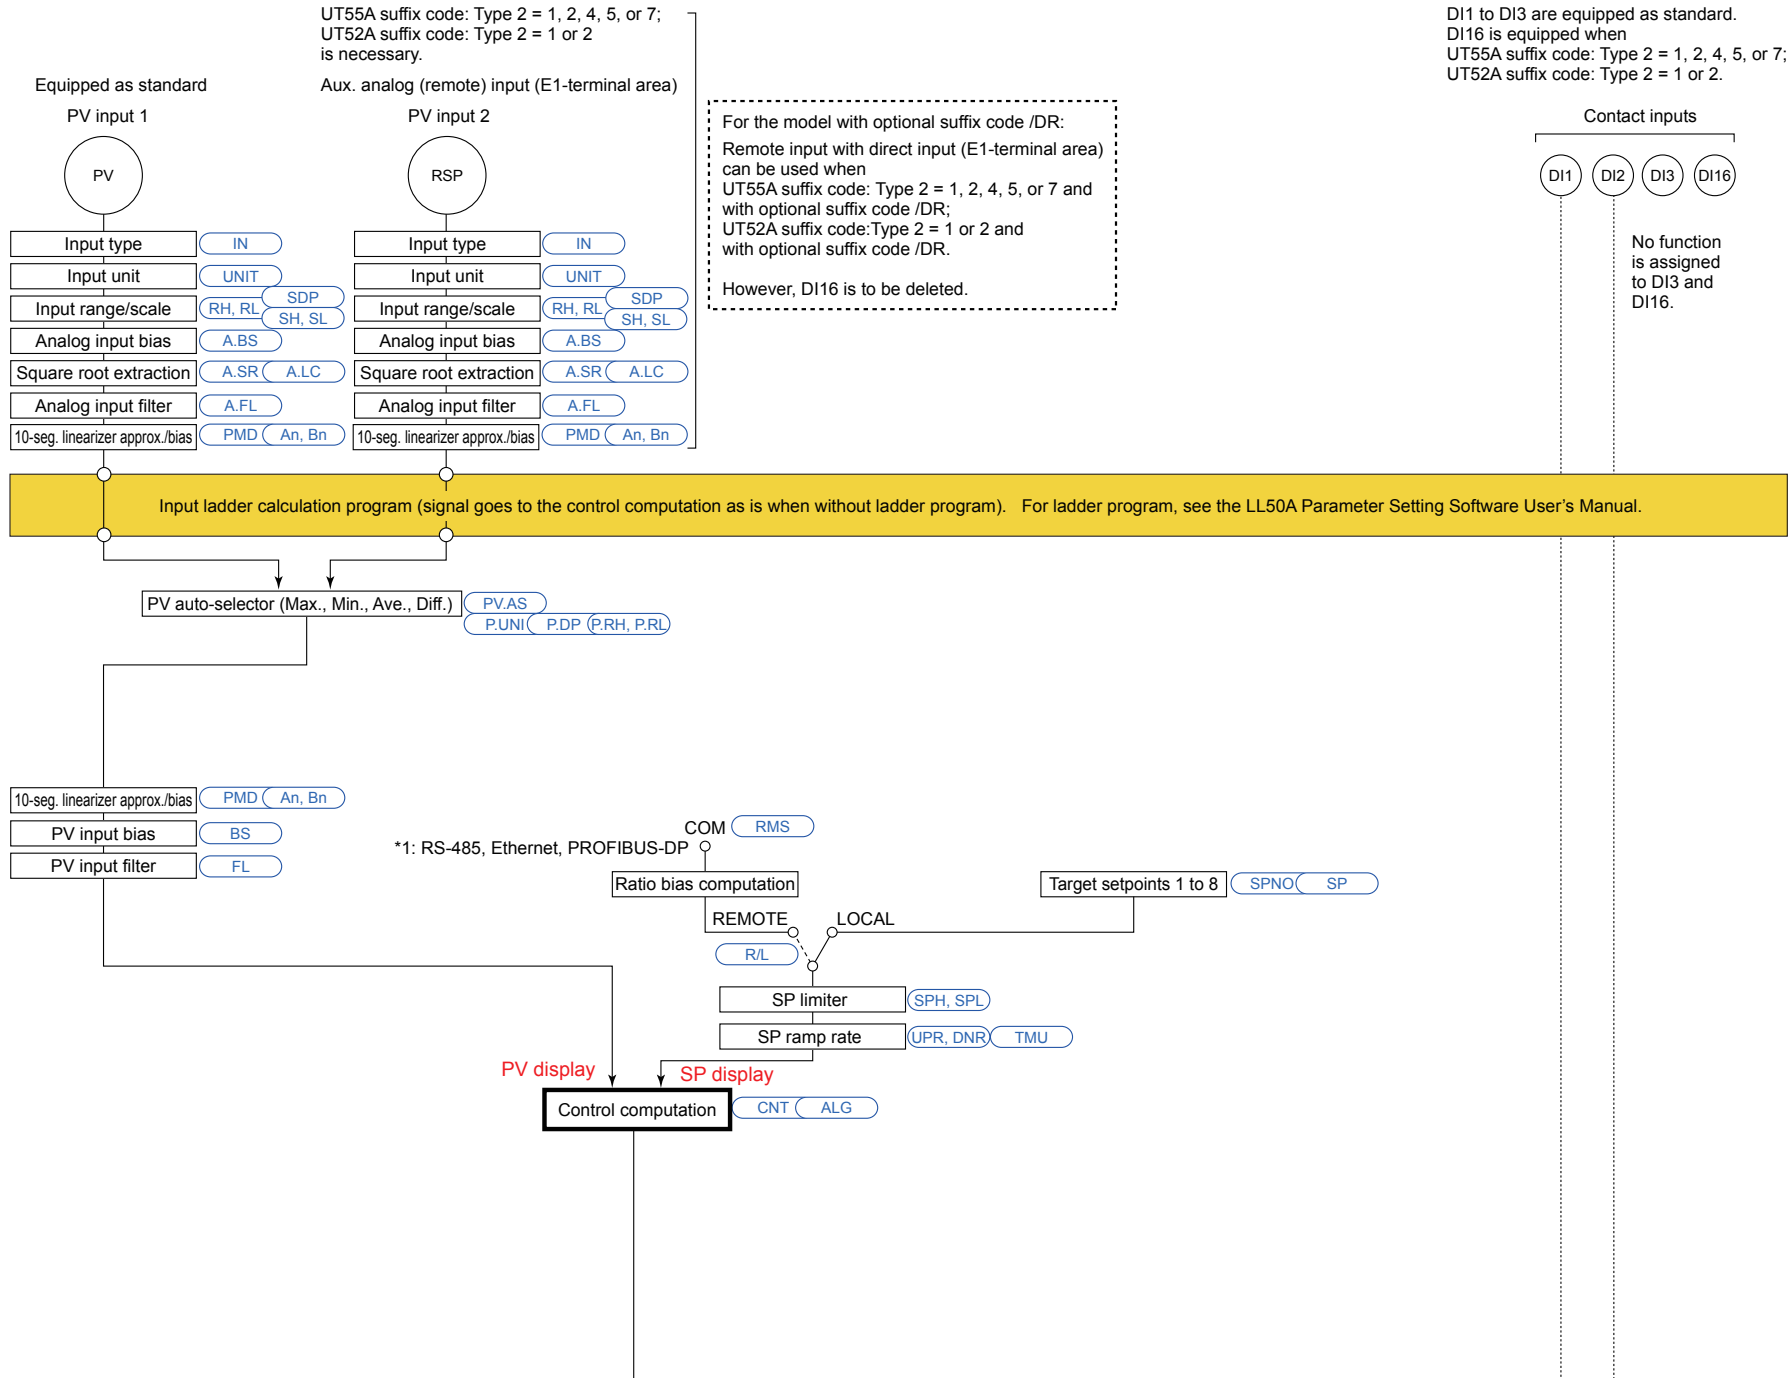 UT55A suffix code: Type 2 = 1, 2, 4, 5, or 7;
UT52A suffix code: Type 2 = 1 or 2
is necessary.
DI1 to DI3 are equipped as standard.
DI16 is equipped when
UT55A suffix code: Type 2 = 1, 2, 4, 5, or 7;
UT52A suffix code: Type 2 = 1 or 2.
Equipped as standard
Aux. analog (remote) input (E1-terminal area)
PV input 1
PV input 2
Contact inputs
PV
RSP
DI1
DI2
DI3
DI16
For the model with optional suffix code /DR:
Remote input with direct input (E1-terminal area)
can be used when
UT55A suffix code: Type 2 = 1, 2, 4, 5, or 7 and
with optional suffix code /DR;
UT52A suffix code:Type 2 = 1 or 2 and
with optional suffix code /DR.
However, DI16 is to be deleted.
No function
is assigned
to DI3 and
DI16.
Input type
IN
Input unit
UNIT
Input range/scale
RH, RL
SDP
SH, SL
Analog input bias
A.BS
Square root extraction
A.SR
A.LC
Analog input filter
A.FL
10-seg. linearizer approx./bias
PMD
An, Bn
Input type
IN
Input unit
UNIT
Input range/scale
RH, RL
SDP
SH, SL
Analog input bias
A.BS
Square root extraction
A.SR
A.LC
Analog input filter
A.FL
10-seg. linearizer approx./bias
PMD
An, Bn
Input ladder calculation program (signal goes to the control computation as is when without ladder program). For ladder program, see the LL50A Parameter Setting Software User's Manual.
PV auto-selector (Max., Min., Ave., Diff.)
PV.AS
P.UNI
P.DP
P.RH, P.RL
10-seg. linearizer approx./bias
PMD
An, Bn
PV input bias
BS
PV input filter
FL
COM
RMS
*1: RS-485, Ethernet, PROFIBUS-DP
Ratio bias computation
Target setpoints 1 to 8
SPNO
SP
REMOTE
LOCAL
R/L
SP limiter
SPH, SPL
SP ramp rate
UPR, DNR
TMU
PV display
SP display
Control computation
CNT
ALG